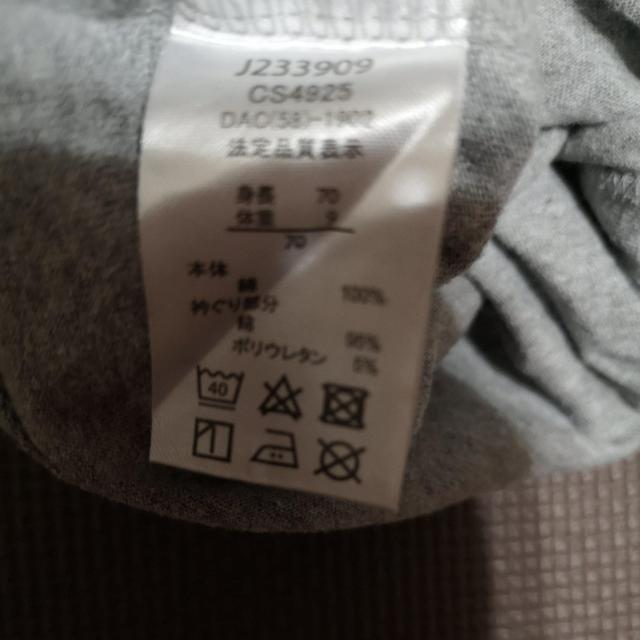 J233909
CS4925
DAC(58)-1902
法定品質表示
身長 70
体重 9
70
本体
綿 100%
衿ぐり部分
綿 95%
ポリウレタン 5%
40